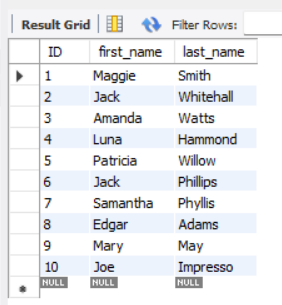 Result Grid Filter Rows:
ID first_name last_name
1 Maggie Smith
2 Jack Whitehall
3 Amanda Watts
4 Luna Hammond
5 Patricia Willow
6 Jack Phillips
7 Samantha Phyllis
8 Edgar Adams
9 Mary May
10 Joe Impresso
NULL NULL NULL